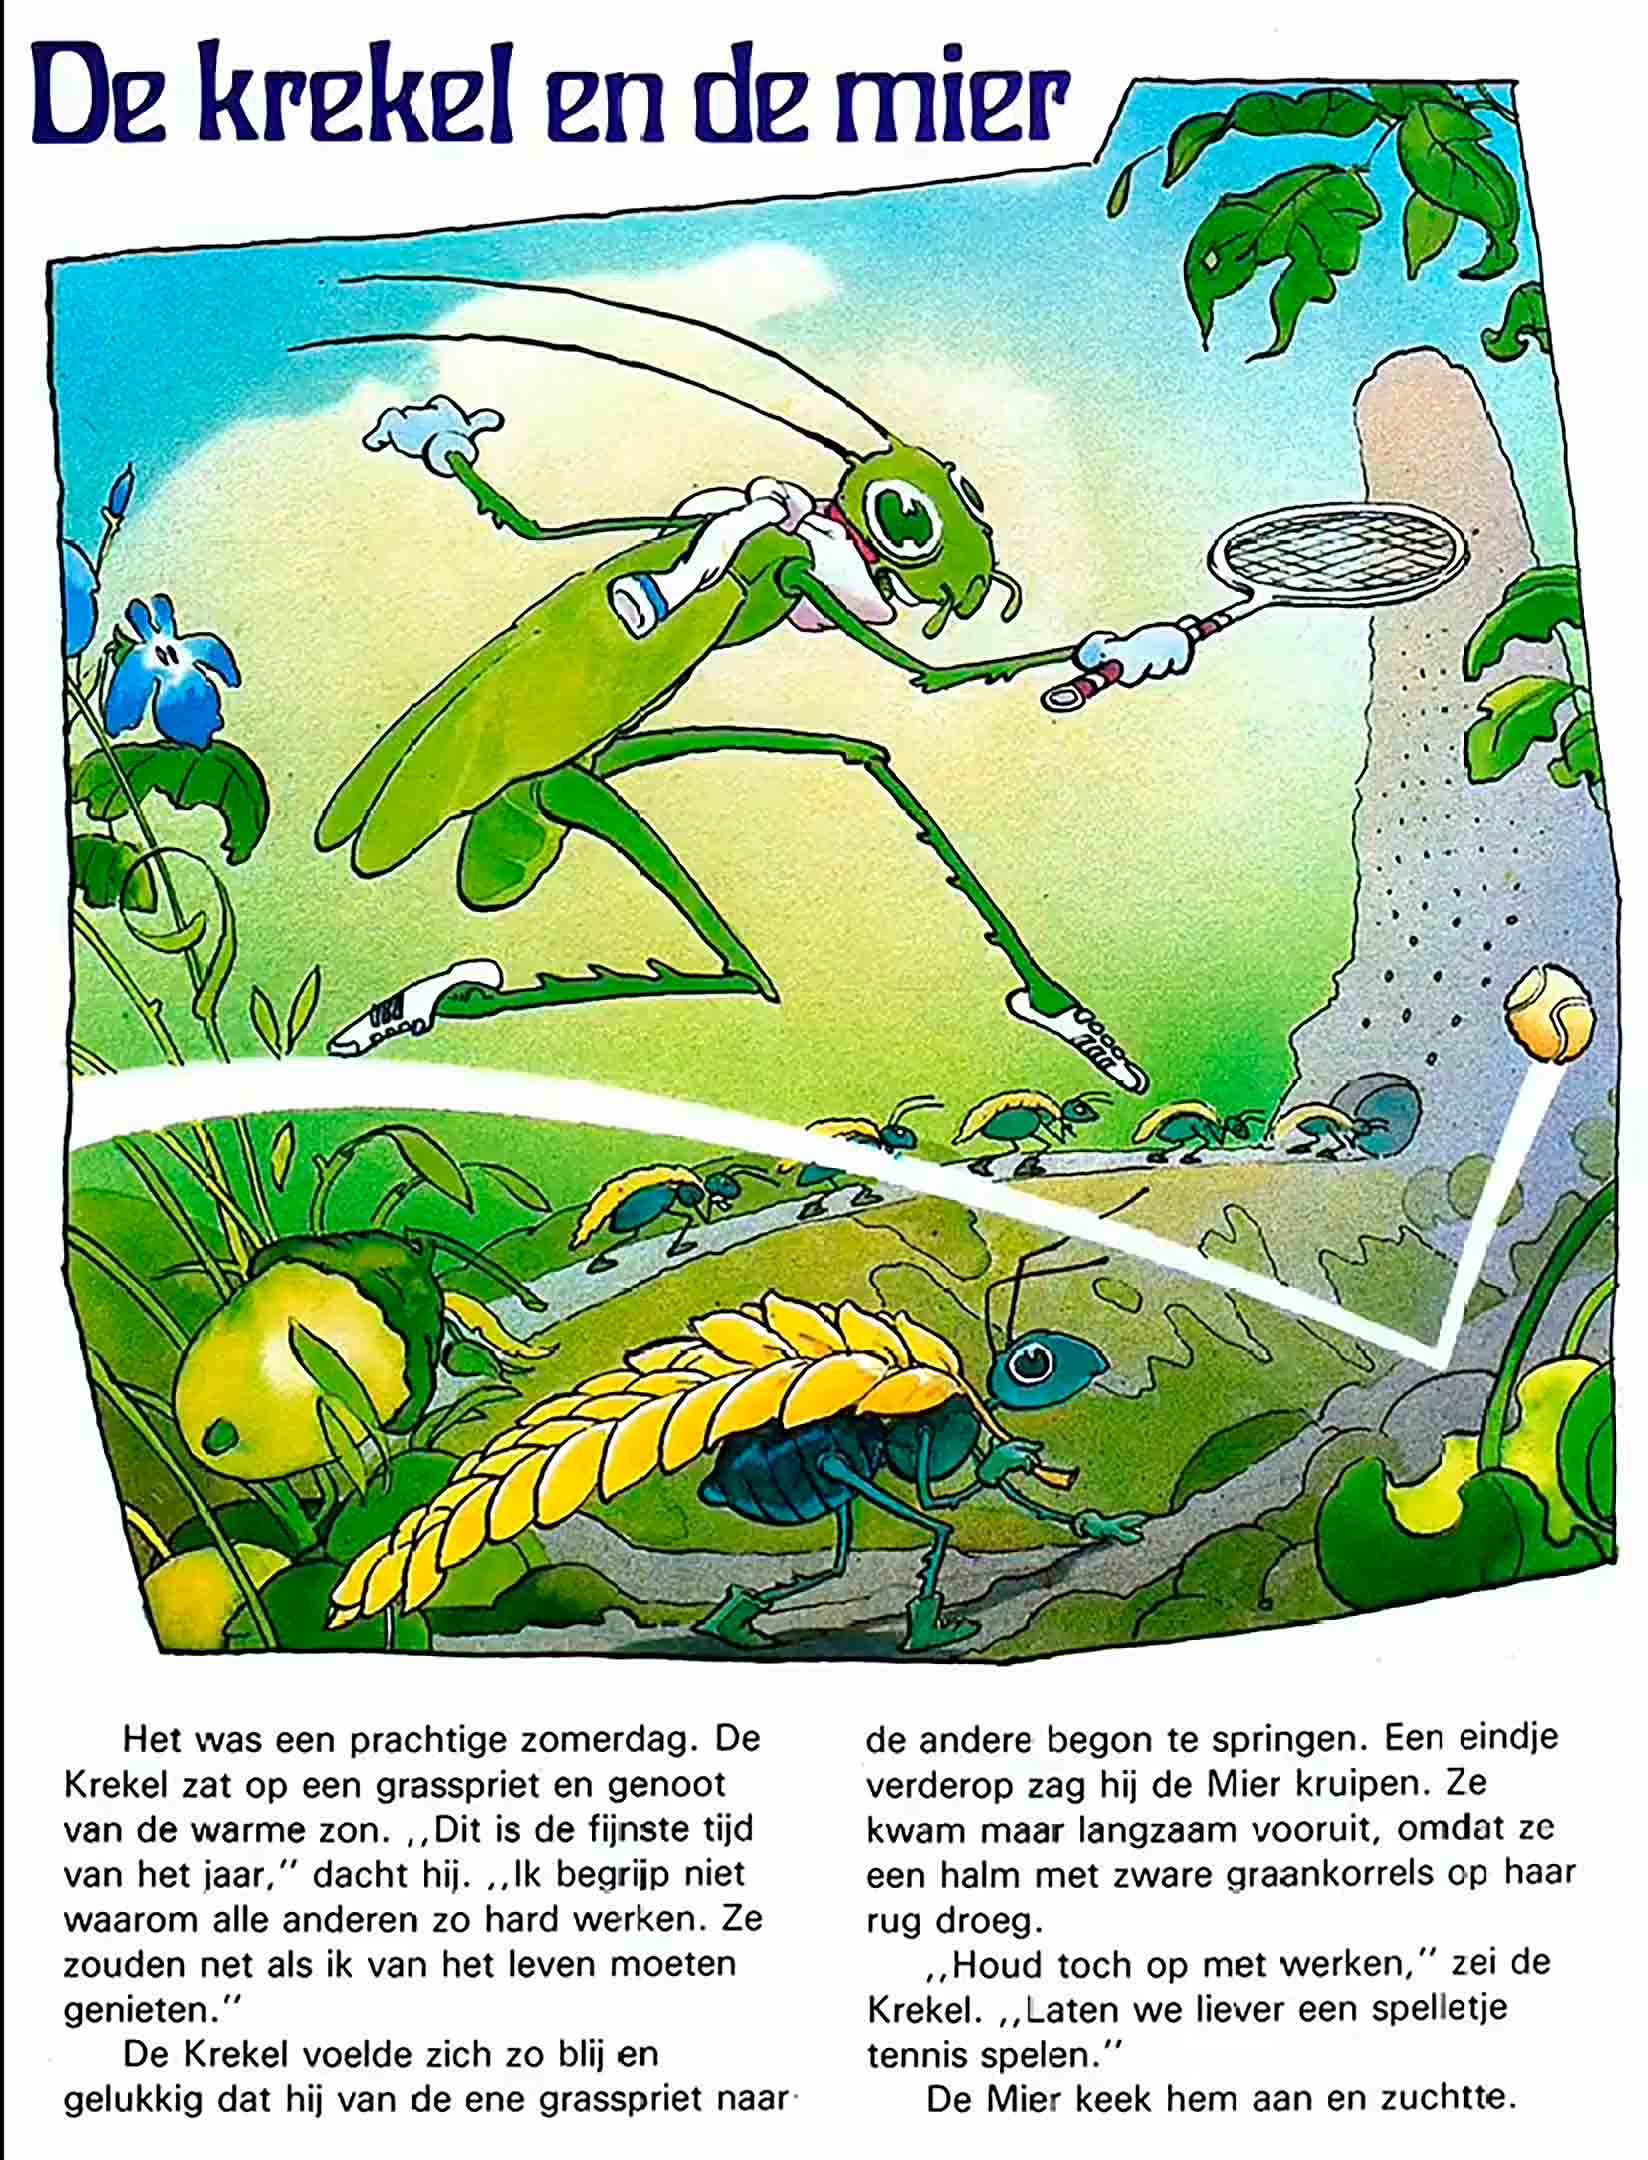 De krekel en de mier
Het was een prachtige zomerdag. De
Krekel zat op een grasspriet en genoot
van de warme zon. ,,Dit is de fijnste tijd
van het jaar,” dacht hij. ,,Ik begrijp niet
waarom alle anderen zo hard werken. Ze
zouden net als ik van het leven moeten
genieten.”
De Krekel voelde zich zo blij en
gelukkig dat hij van de ene grasspriet naar
de andere begon te springen. Een eindje
verderop zag hij de Mier kruipen. Ze
kwam maar langzaam vooruit, omdat ze
een halm met zware graankorrels op haar
rug droeg.
,,Houd toch op met werken,” zei de
Krekel. ,,Laten we liever een spelletje
tennis spelen.”
De Mier keek hem aan en zuchtte.